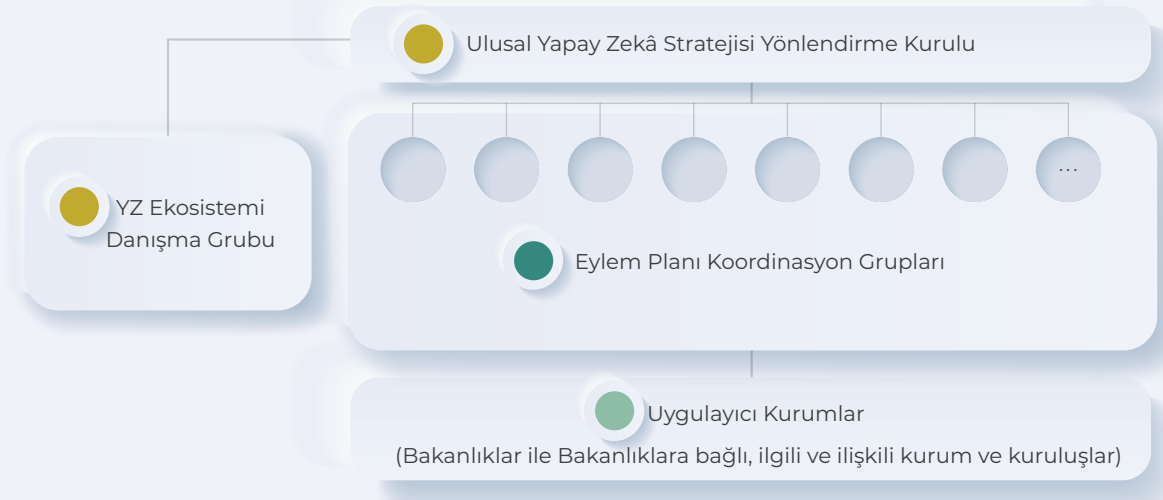 Ulusal Yapay Zekâ Stratejisi Yönlendirme Kurulu
...
YZ Ekosistemi
Danışma Grubu
Eylem Planı Koordinasyon Grupları
Uygulayıcı Kurumlar
(Bakanlıklar ile Bakanlıklara bağlı, ilgili ve ilişkili kurum ve kuruluşlar)